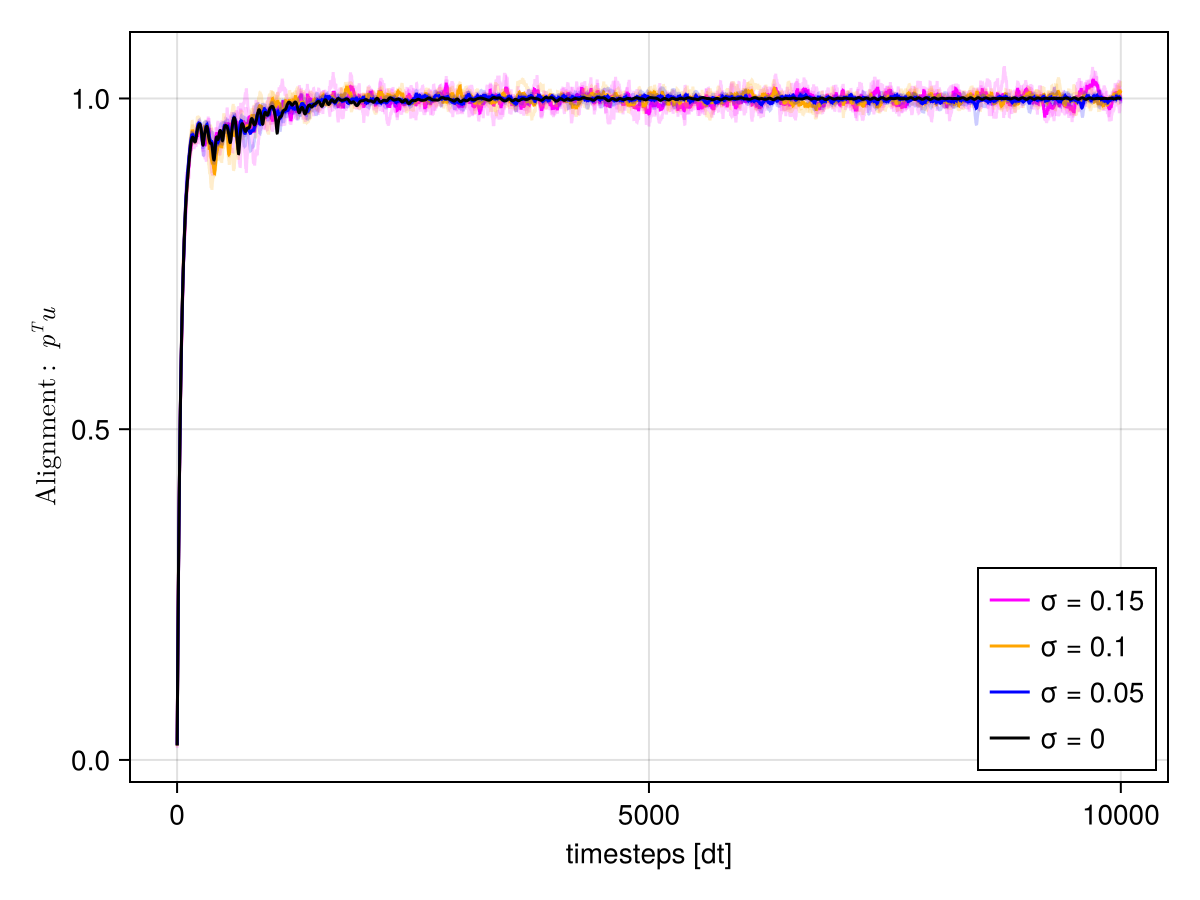 1.0
0.5
0.0
Alignment: p^T u
0
5000
10000
timesteps [dt]
σ = 0.15
σ = 0.1
σ = 0.05
σ = 0